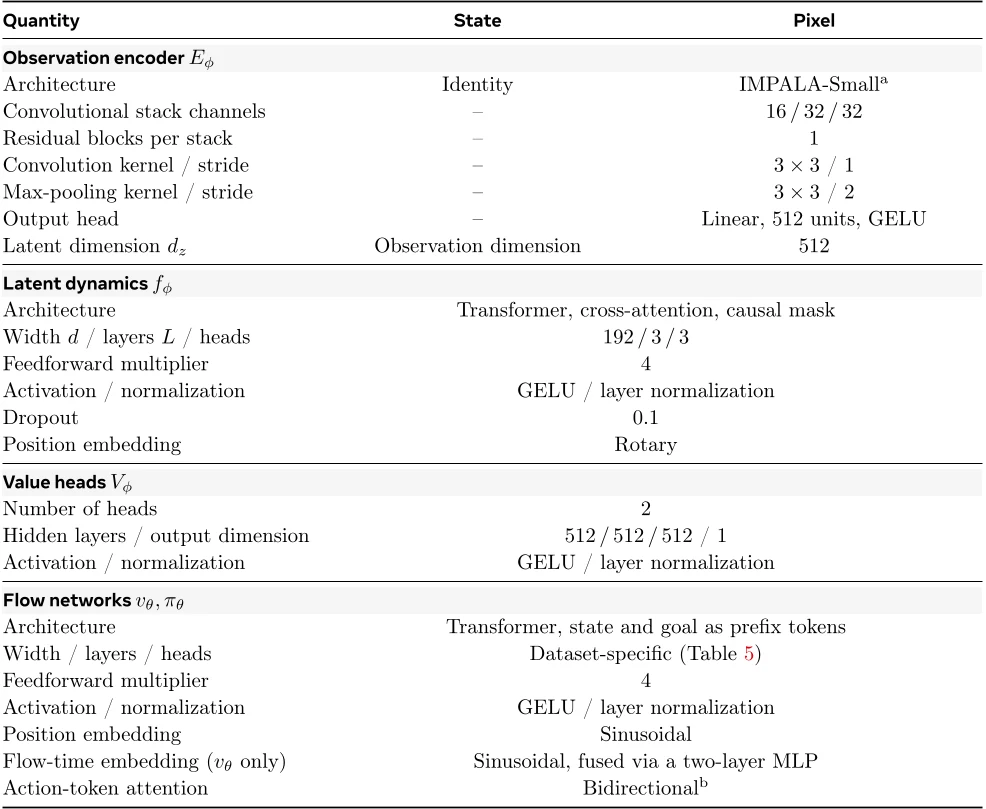 Quantity State Pixel
Observation encoder E_ϕ
Architecture Identity IMPALA-Small^a
Convolutional stack channels – 16 / 32 / 32
Residual blocks per stack – 1
Convolution kernel / stride – 3 × 3 / 1
Max-pooling kernel / stride – 3 × 3 / 2
Output head – Linear, 512 units, GELU
Latent dimension d_z Observation dimension 512
Latent dynamics f_ϕ
Architecture Transformer, cross-attention, causal mask
Width d / layers L / heads 192 / 3 / 3
Feedforward multiplier 4
Activation / normalization GELU / layer normalization
Dropout 0.1
Position embedding Rotary
Value heads V_ϕ
Number of heads 2
Hidden layers / output dimension 512 / 512 / 512 / 1
Activation / normalization GELU / layer normalization
Flow networks v_θ, π_θ
Architecture Transformer, state and goal as prefix tokens
Width / layers / heads Dataset-specific (Table 5)
Feedforward multiplier 4
Activation / normalization GELU / layer normalization
Position embedding Sinusoidal
Flow-time embedding (v_θ only) Sinusoidal, fused via a two-layer MLP
Action-token attention Bidirectional^b